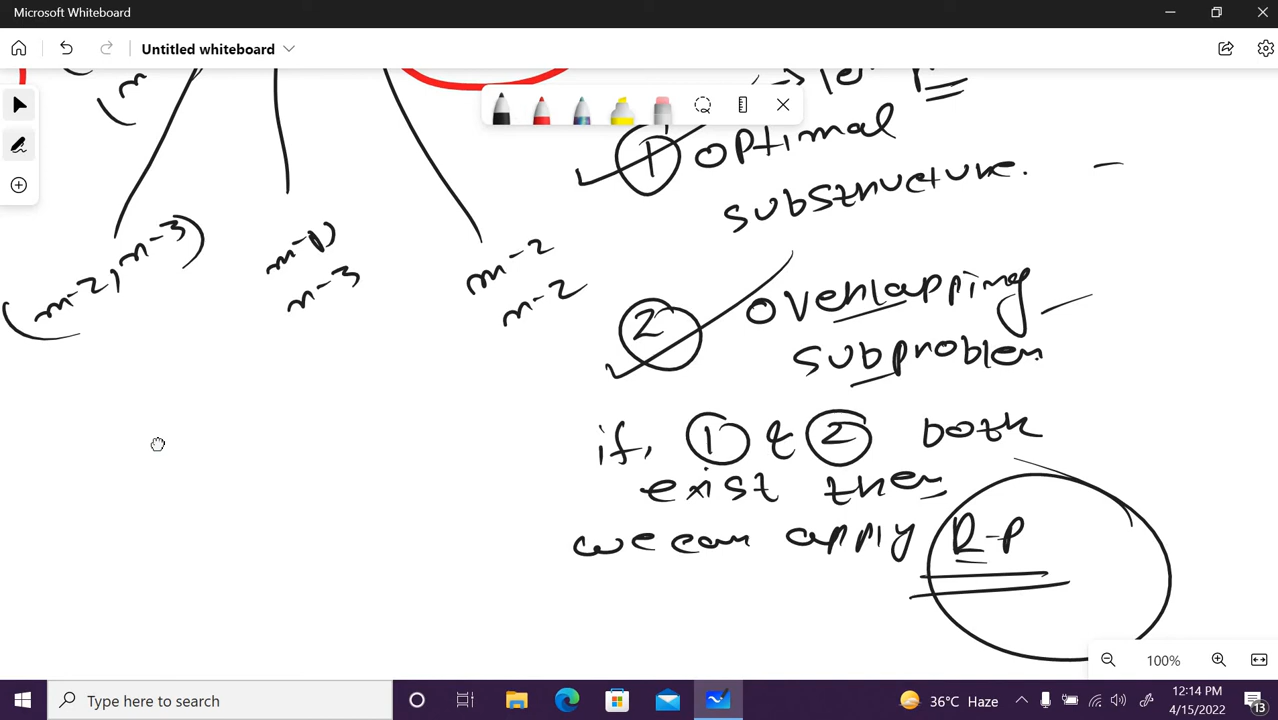 Microsoft Whiteboard
Untitled whiteboard
(m-2, n-3)
m-1)
n-3
m-2
n-2
① optimal
substructure.
② overlapping
subproblem
if, ① & ② both
exist then
we can apply D-P
100%
Type here to search
36°C Haze
12:14 PM
4/15/2022
13